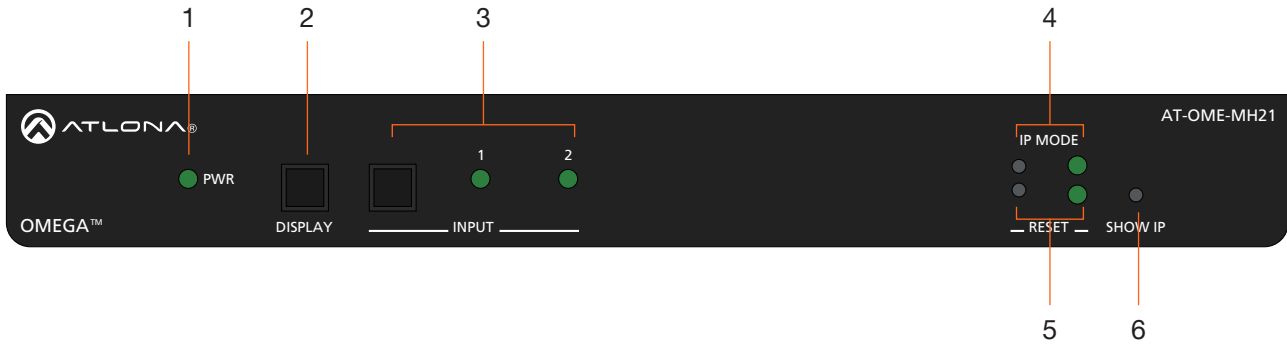 1 2 3 4
ATLONA®
AT-OME-MH21
IP MODE
1 2
PWR
OMEGA™
DISPLAY
INPUT
RESET
SHOW IP
5 6